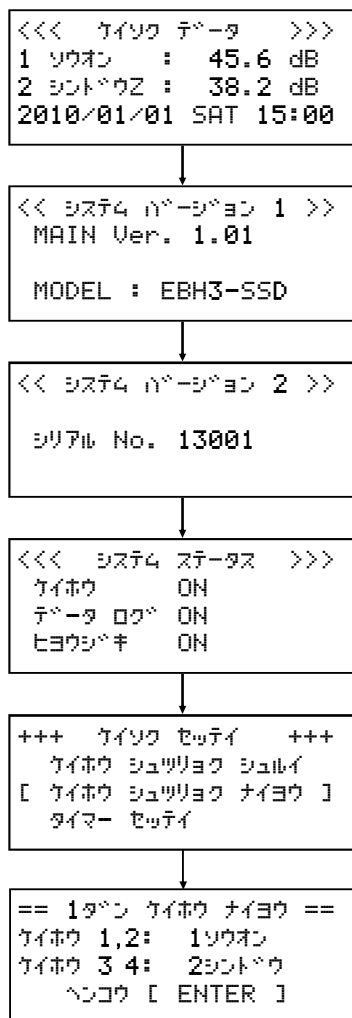 <<< ケイソク データ >>>
1 ソウオン : 45.6 dB
2 シンドウZ : 38.2 dB
2010/01/01 SAT 15:00
<< システム バージョン 1 >>
MAIN Ver. 1.01
MODEL : EBH3-SSD
<< システム バージョン 2 >>
シリアル No. 13001
<<< システム ステータス >>>
ケイホウ ON
データ ログ ON
ヒョウジキ ON
+++ ケイソク セッテイ +++
ケイホウ シュツリョク シュルイ
[ ケイホウ シュツリョク ナイヨウ ]
タイマー セッテイ
== 1ダン ケイホウ ナイヨウ ==
ケイホウ 1,2: 1ソウオン
ケイホウ 3 4: 2シンドウ
ヘンコウ [ ENTER ]